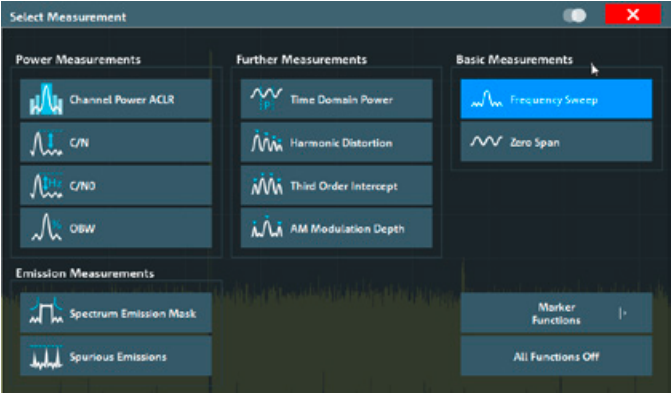 Select Measurement
Power Measurements
Channel Power ACLR
C/N
C/N0
OBW
Emission Measurements
Spectrum Emission Mask
Spurious Emissions
Further Measurements
Time Domain Power
Harmonic Distortion
Third Order Intercept
AM Modulation Depth
Basic Measurements
Frequency Sweep
Zero Span
Marker
Functions
All Functions Off